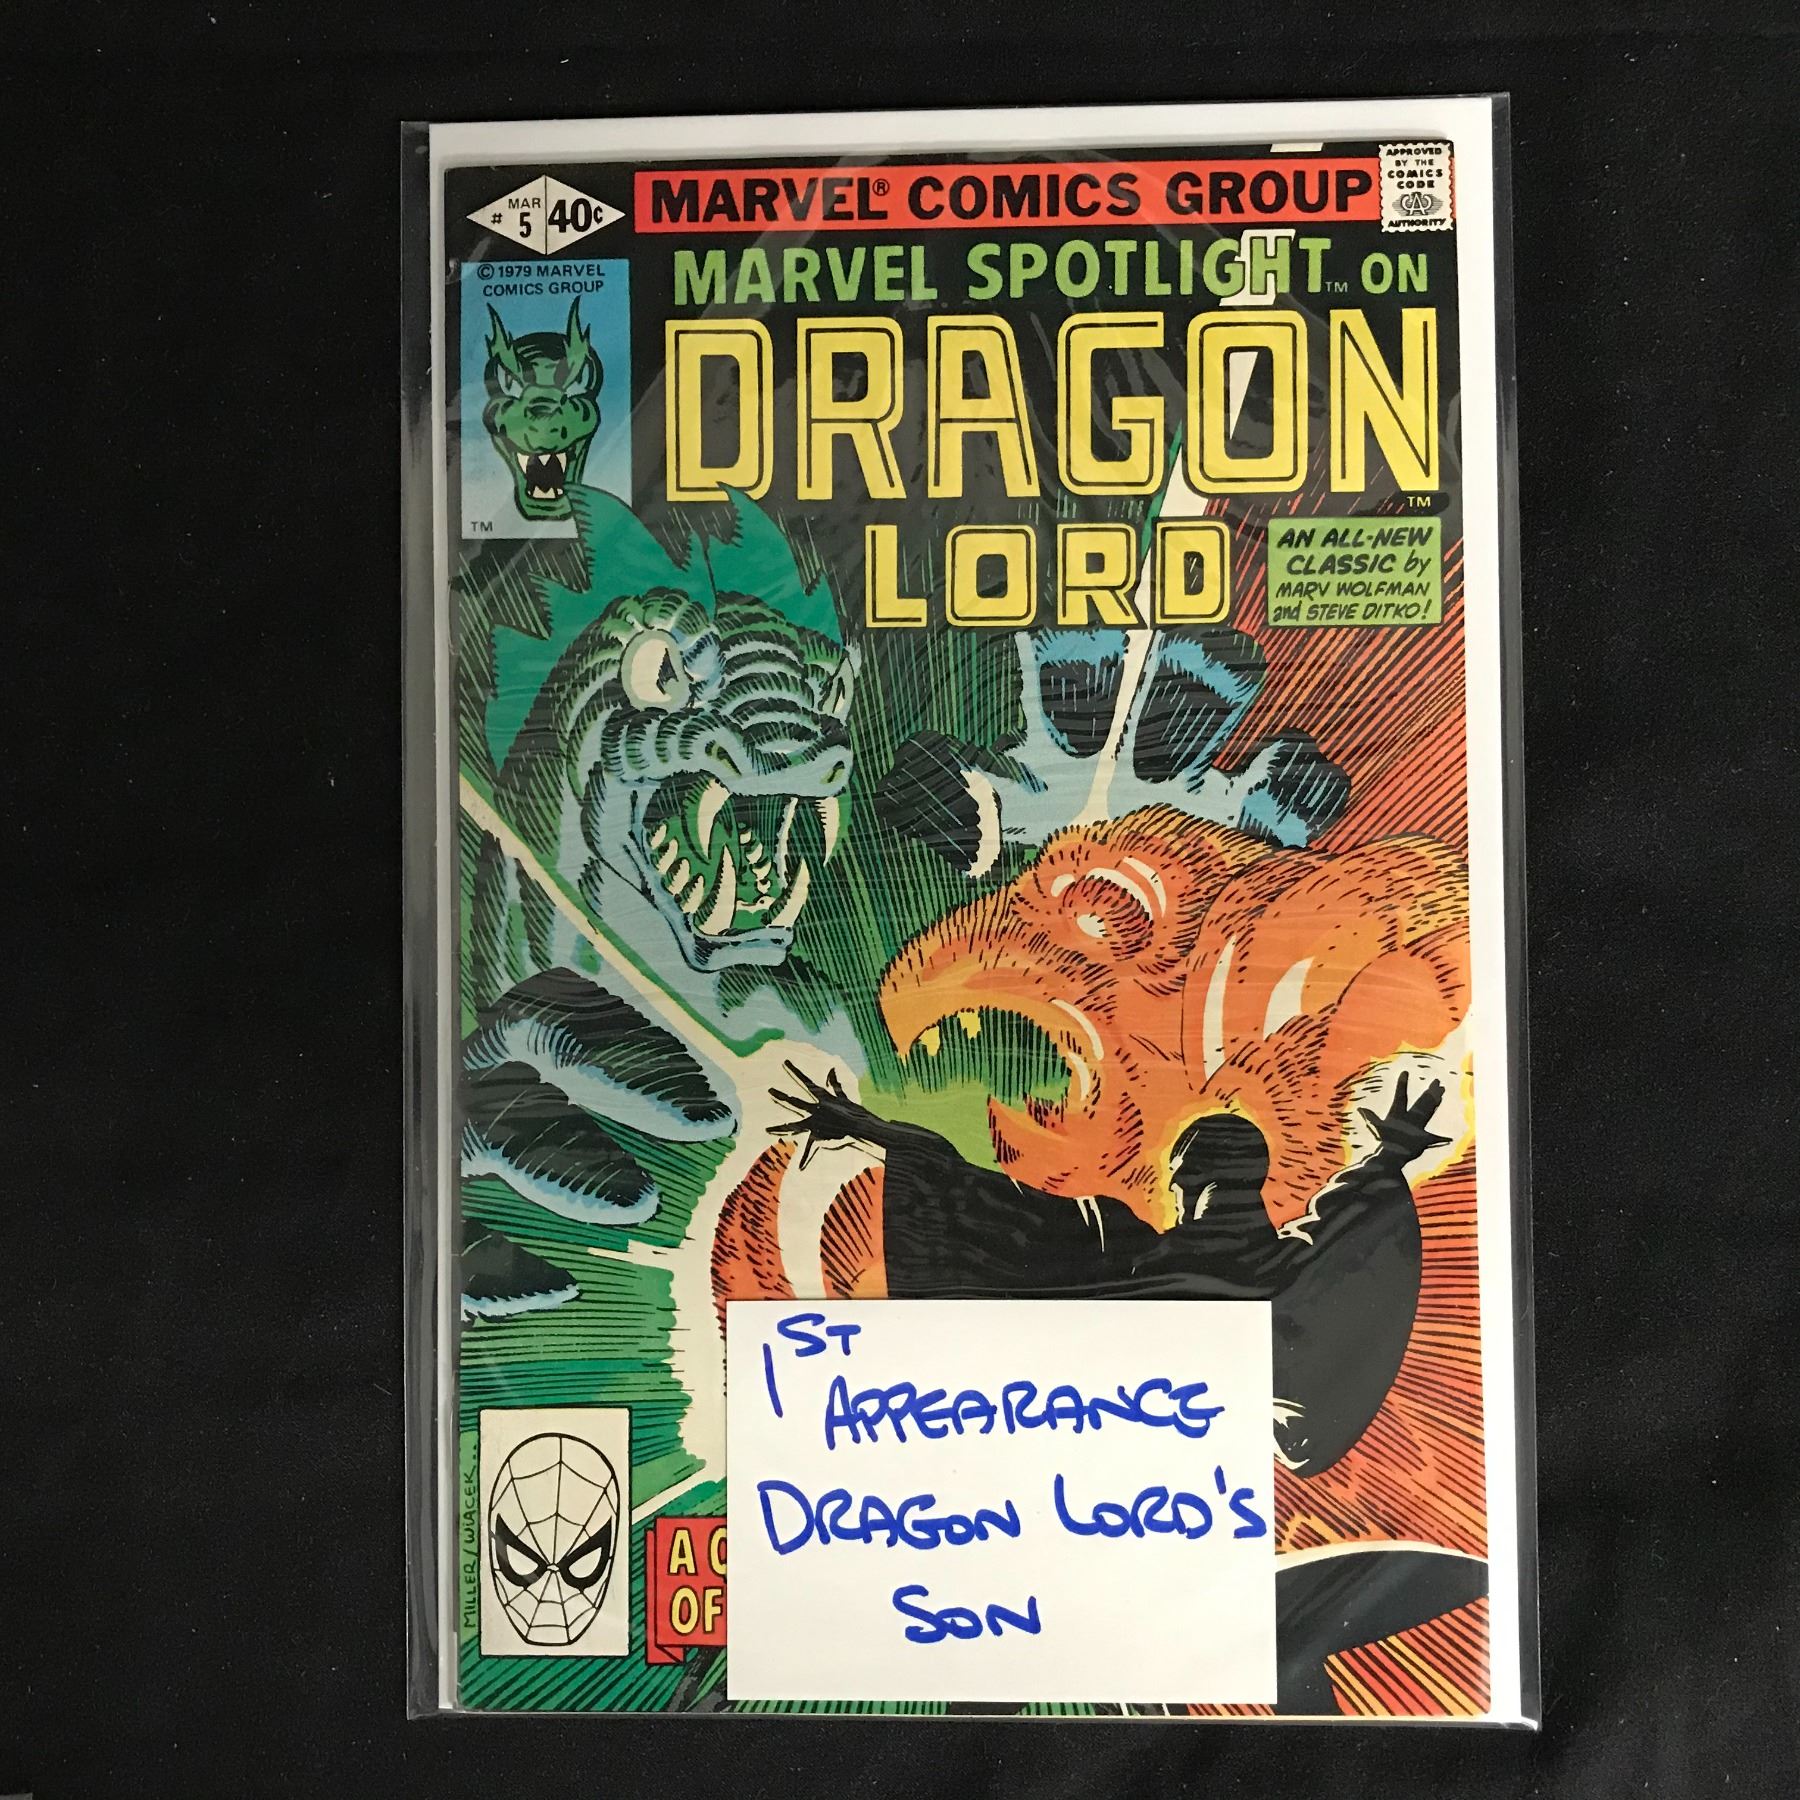 MAR
# 5 40¢
MARVEL® COMICS GROUP
APPROVED
BY THE
COMICS
CODE
CA
AUTHORITY
© 1979 MARVEL
COMICS GROUP
MARVEL SPOTLIGHT™ ON
DRAGON
LORD
TM
TM
AN ALL-NEW
CLASSIC by
MARV WOLFMAN
and STEVE DITKO!
1ST
APPEARANCE
DRAGON LORD'S
SON
MILLER/WIACEK...
A
OF